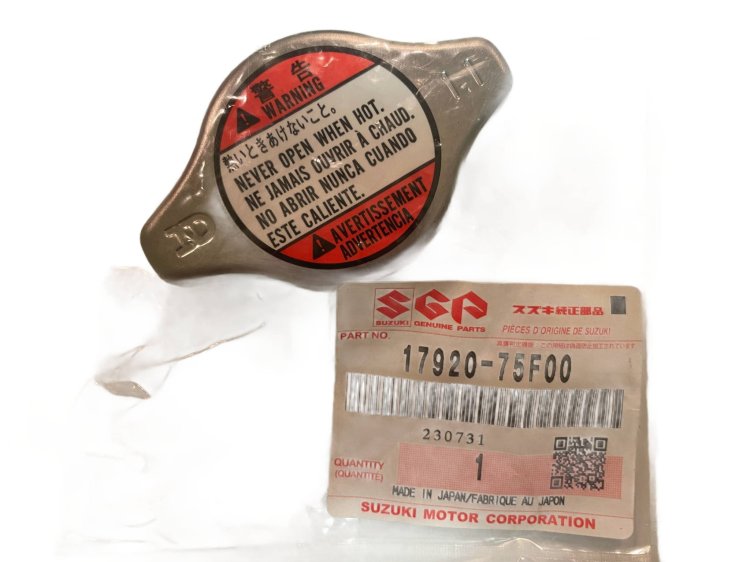 警告
WARNING
熱いときあけないこと。
NEVER OPEN WHEN HOT.
NE JAMAIS OUVRIR À CHAUD.
NO ABRIR NUNCA CUANDO
ESTE CALIENTE.
AVERTISSEMENT
ADVERTENCIA
1.1
ND
SGP
SUZUKI GENUINE PARTS
スズキ純正部品
PIÈCES D'ORIGINE DE SUZUKI
PART NO.
17920-75F00
230731
QUANTITY
(QUANTITÉ)
1
MADE IN JAPAN/FABRIQUE AU JAPON
SUZUKI MOTOR CORPORATION